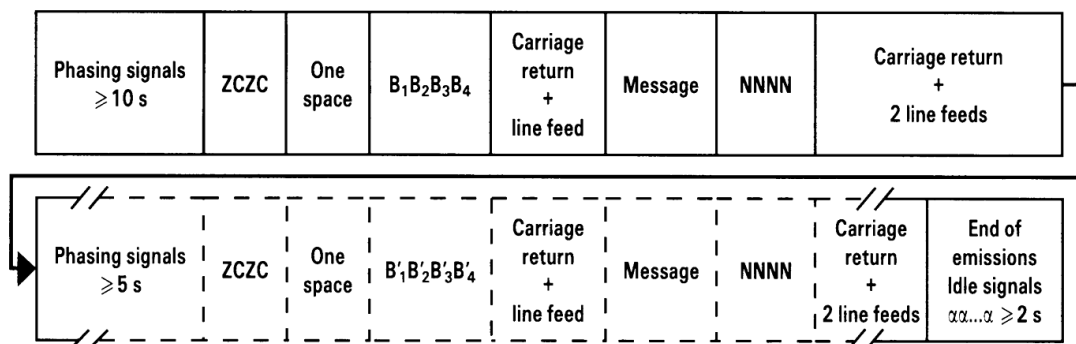 Phasing signals
⩾10 s
ZCZC
One
space
B₁B₂B₃B₄
Carriage
return
+
line feed
Message
NNNN
Carriage return
+
2 line feeds
Phasing signals
⩾5 s
ZCZC
One
space
B′₁B′₂B′₃B′₄
Carriage
return
+
line feed
Message
NNNN
Carriage
return
+
2 line feeds
End of
emissions
Idle signals
αα...α ⩾2 s